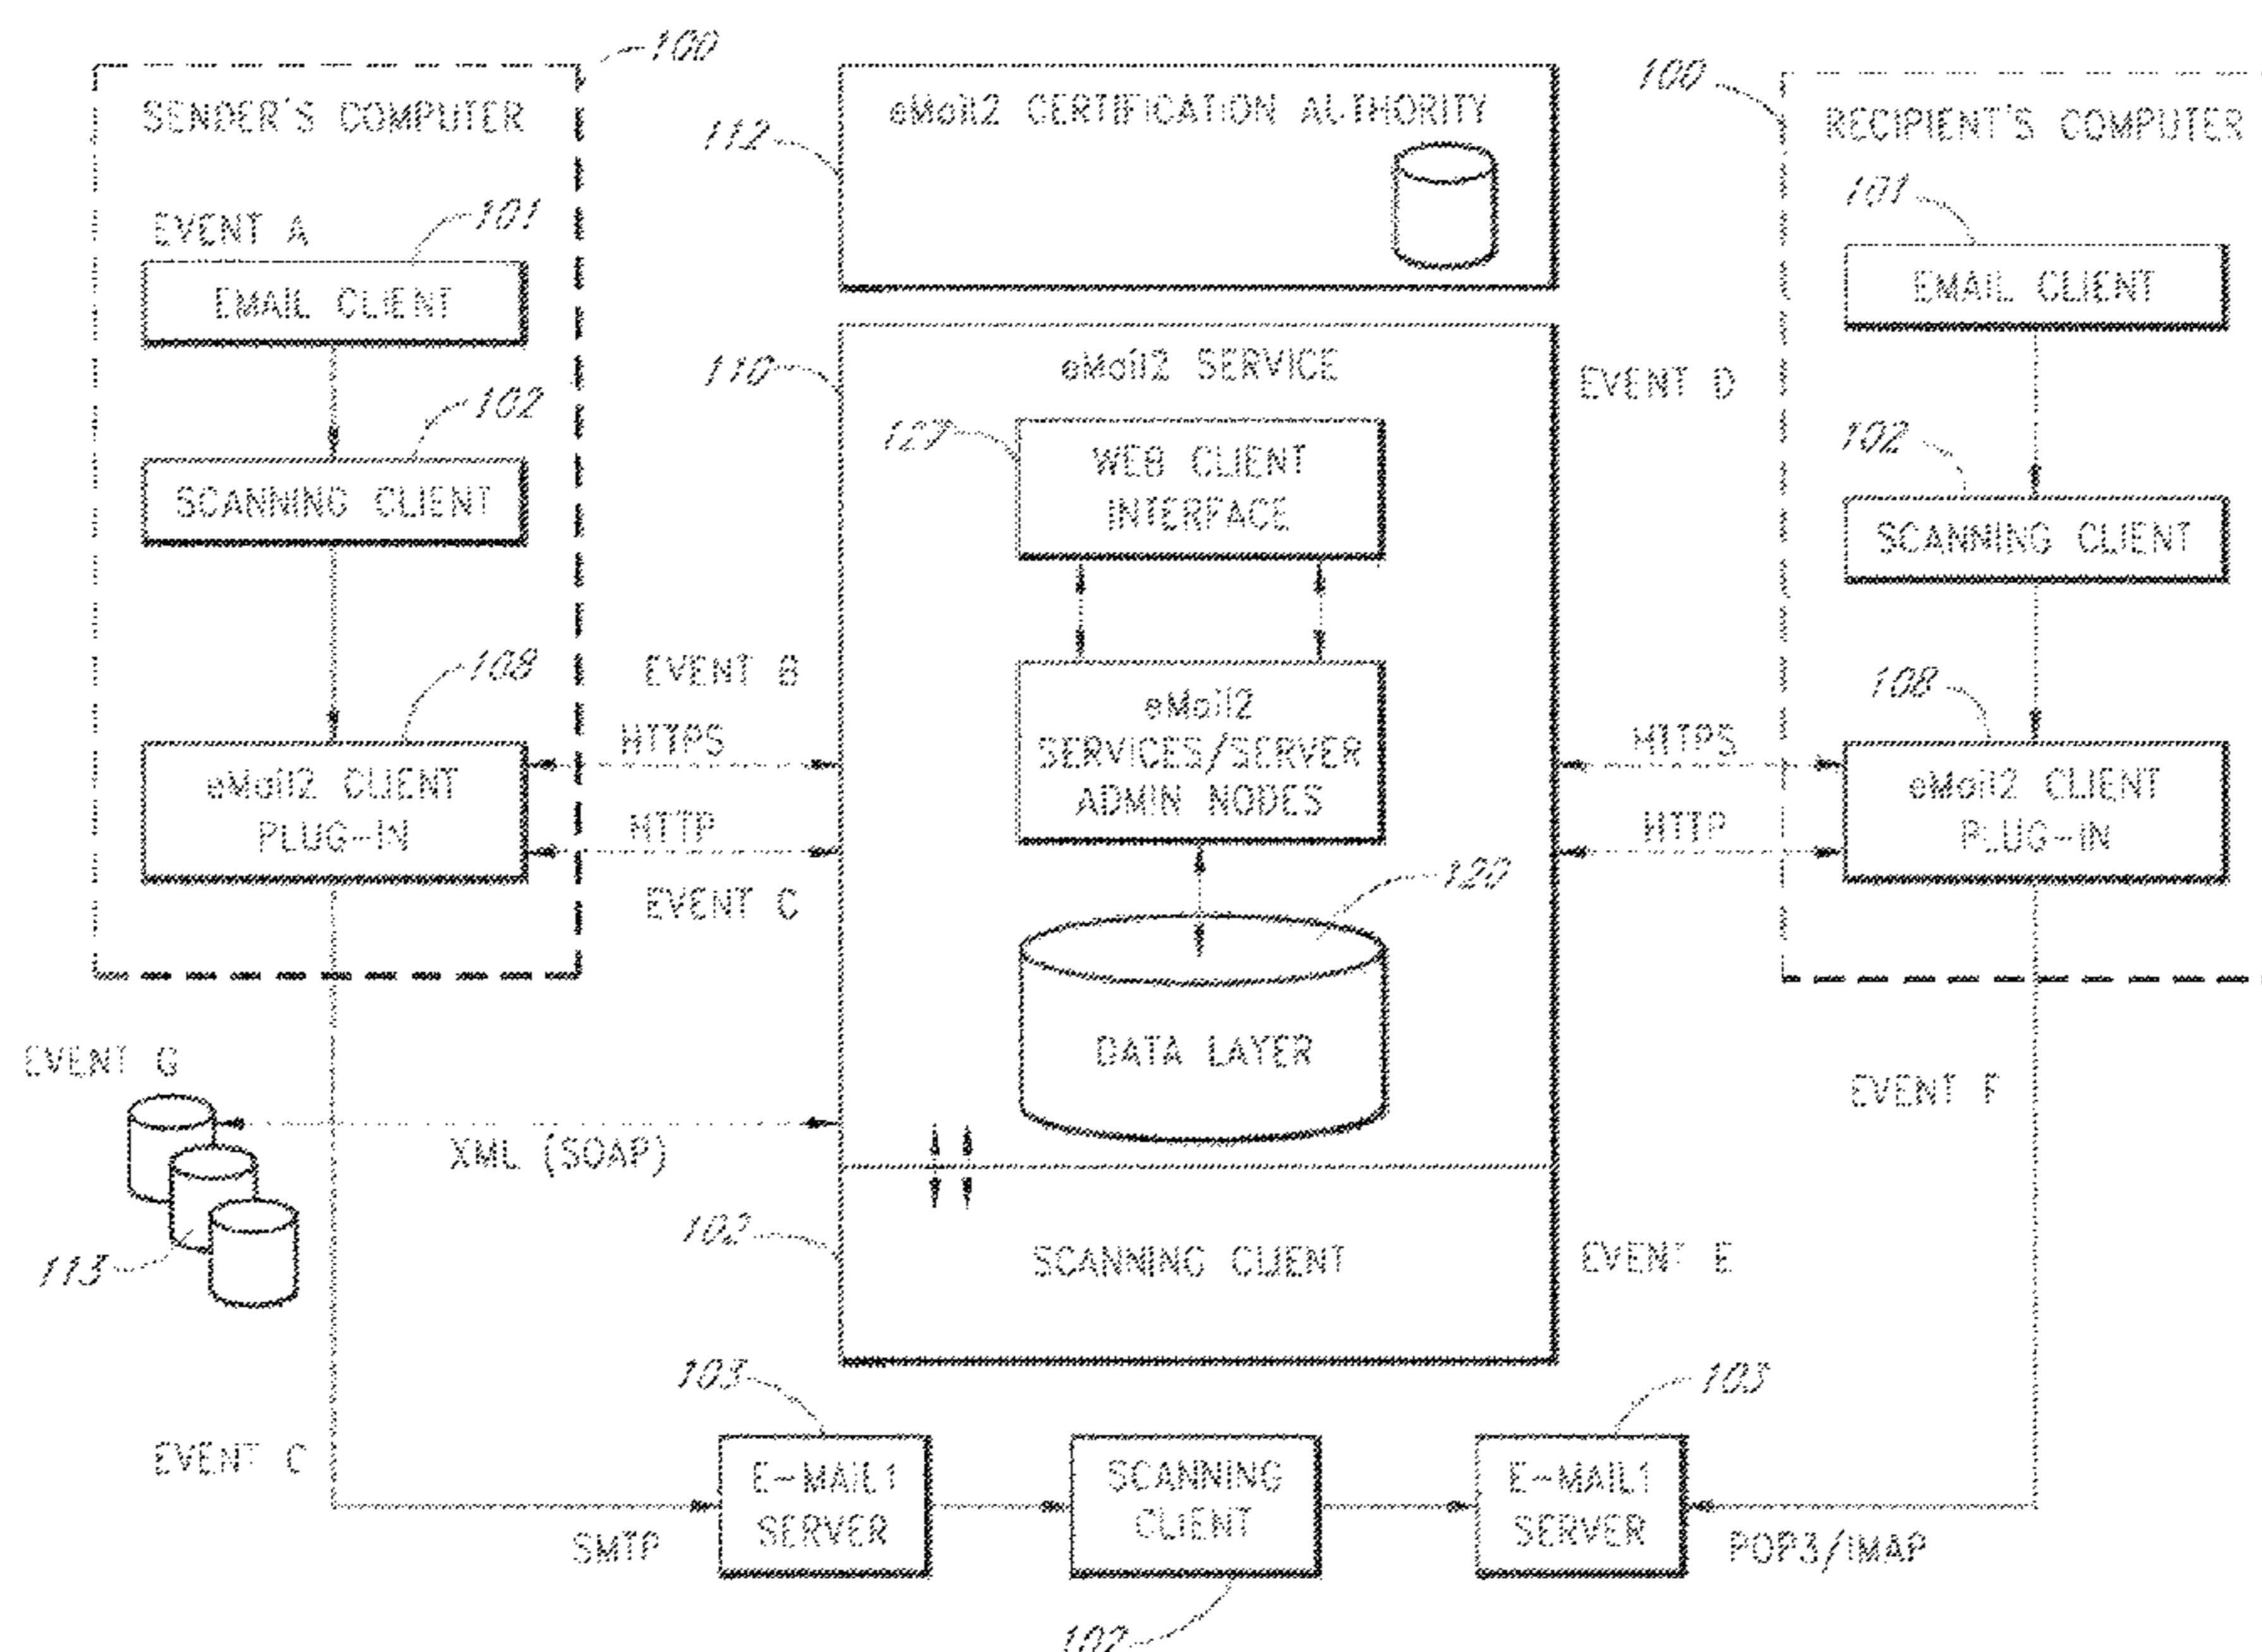 100
SENDER'S COMPUTER
EVENT A
101
EMAIL CLIENT
102
SCANNING CLIENT
108
eMail2 CLIENT
PLUG-IN
EVENT B
HTTPS
HTTP
EVENT C
112
eMail2 CERTIFICATION AUTHORITY
110
eMail2 SERVICE
127
WEB CLIENT
INTERFACE
eMail2
SERVICES/SERVER
ADMIN NODES
120
DATA LAYER
102
SCANNING CLIENT
EVENT D
EVENT E
100
RECIPIENT'S COMPUTER
101
EMAIL CLIENT
102
SCANNING CLIENT
108
eMail2 CLIENT
PLUG-IN
HTTPS
HTTP
EVENT F
EVENT G
113
XML (SOAP)
EVENT C
SMTP
103
E-MAIL1
SERVER
SCANNING
CLIENT
102
103
E-MAIL1
SERVER
POP3/IMAP